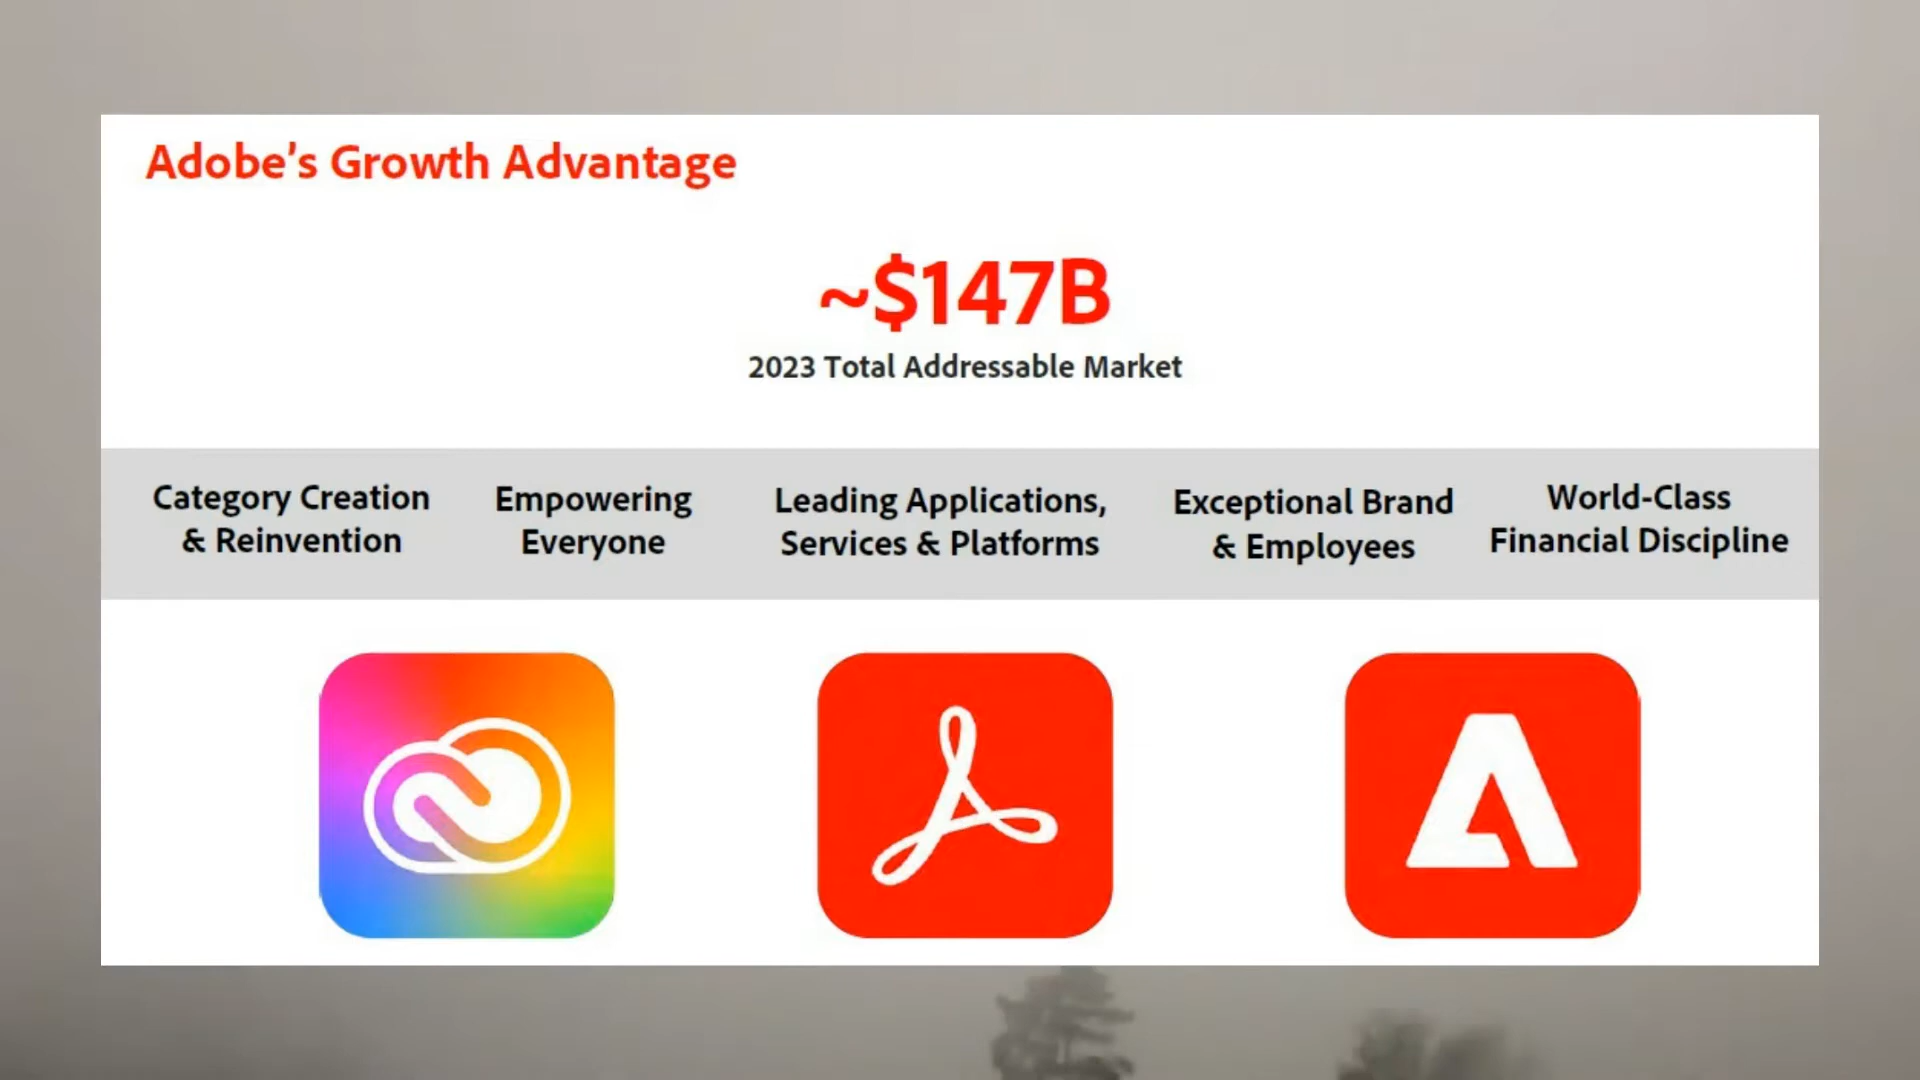 Adobe’s Growth Advantage
~$147B
2023 Total Addressable Market
Category Creation
& Reinvention
Empowering
Everyone
Leading Applications,
Services & Platforms
Exceptional Brand
& Employees
World-Class
Financial Discipline